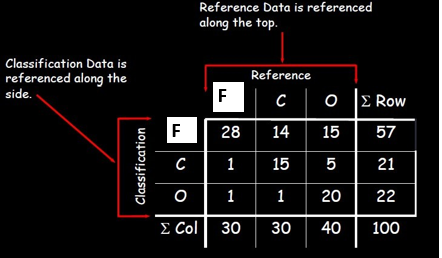 Reference Data is referenced
along the top.
Classification Data is
referenced along the
side.
Reference
F C O Σ Row
Classification
F 28 14 15 57
C 1 15 5 21
O 1 1 20 22
Σ Col 30 30 40 100